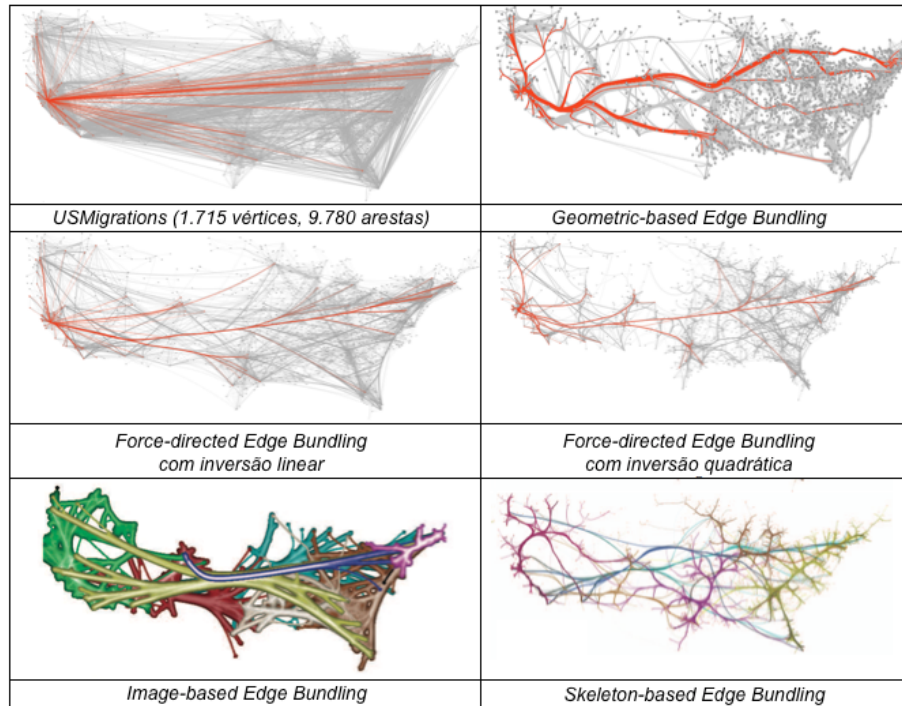 USMigrations (1.715 vértices, 9.780 arestas)
Geometric-based Edge Bundling
Force-directed Edge Bundling
com inversão linear
Force-directed Edge Bundling
com inversão quadrática
Image-based Edge Bundling
Skeleton-based Edge Bundling